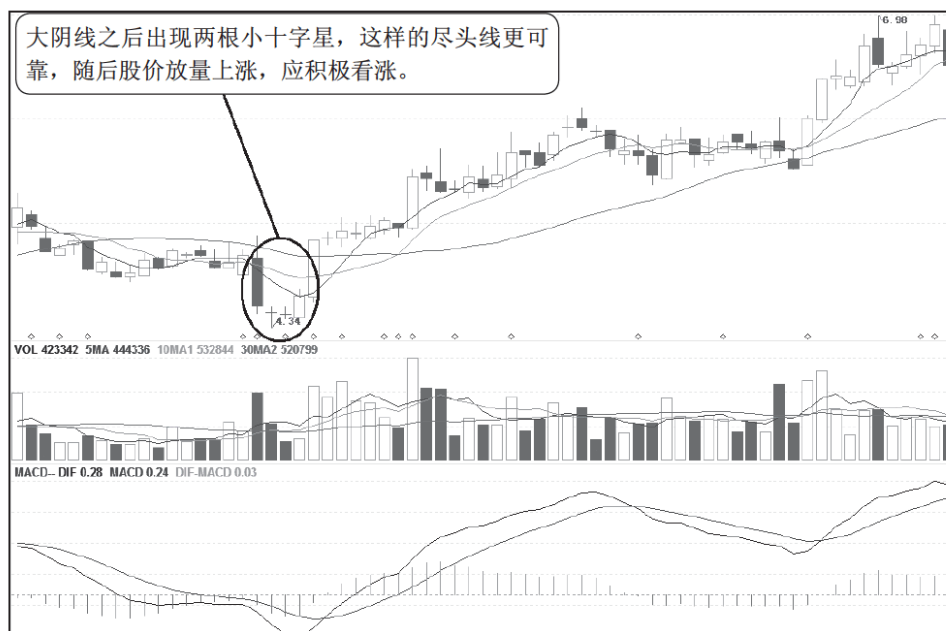 大阴线之后出现两根小十字星，这样的尽头线更可
靠，随后股价放量上涨，应积极看涨。
6.98
4.34
VOL 423342 5MA 444336 10MA1 532844 30MA2 520799
MACD-- DIF 0.28 MACD 0.24 DIF-MACD 0.03